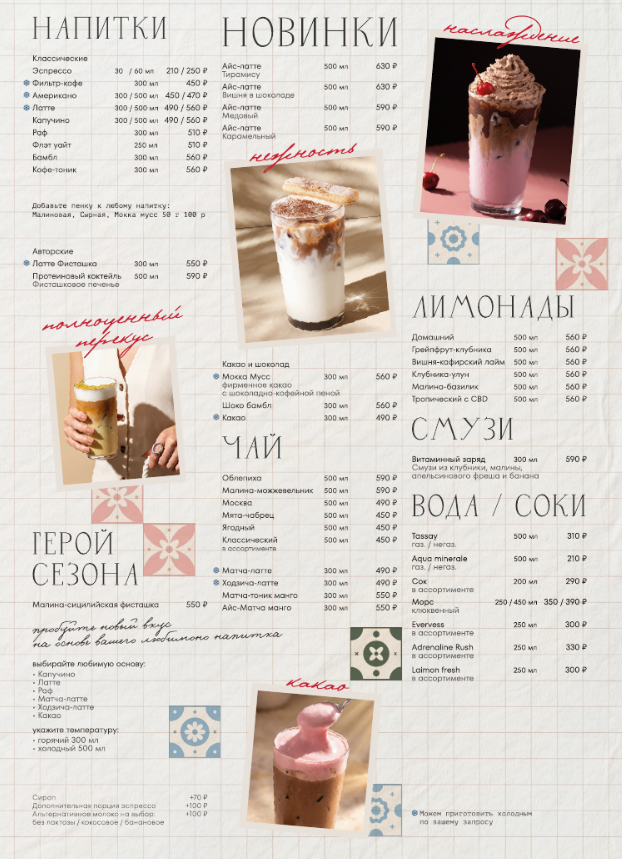 НАПИТКИ
Классические
Эспрессо 30 / 60 мл 210 / 250 ₽
Фильтр-кофе 300 мл 450 ₽
Американо 300 / 500 мл 450 / 470 ₽
Латте 300 / 500 мл 490 / 560 ₽
Капучино 300 / 500 мл 490 / 560 ₽
Раф 300 мл 510 ₽
Флэт уайт 250 мл 510 ₽
Бамбл 300 мл 560 ₽
Кофе-тоник 300 мл 560 ₽
Добавьте пенку к любому напитку:
Малиновая, Сырная, Мокка мусс 50 г 100 р
Авторские
Латте Фисташка 300 мл 550 ₽
Протеиновый коктейль 500 мл 590 ₽
Фисташковое печенье
полноценный
перекус
ГЕРОЙ
СЕЗОНА
Малина-сицилийская фисташка 550 ₽
пробуйте новый вкус
на основе вашего любимого напитка
выбирайте любимую основу:
- Капучино
- Латте
- Раф
- Матча-латте
- Ходзича-латте
- Какао
укажите температуру:
- горячий 300 мл
- холодный 500 мл
Сироп +70 ₽
Дополнительная порция эспрессо +100 ₽
Альтернативное молоко на выбор: +100 ₽
без лактозы / кокосовое / банановое
НОВИНКИ
Айс-латте 500 мл 630 ₽
Тирамису
Айс-латте 500 мл 630 ₽
Вишня в шоколаде
Айс-латте 500 мл 590 ₽
Медовый
Айс-латте 500 мл 590 ₽
Карамельный
нежность
Какао и шоколад
Мокка Мусс 300 мл 560 ₽
фирменное какао
с шоколадно-кофейной пеной
Шоко бамбл 300 мл 560 ₽
Какао 300 мл 490 ₽
ЧАЙ
Облепиха 500 мл 590 ₽
Малина-можжевельник 500 мл 590 ₽
Москва 500 мл 490 ₽
Мята-чабрец 500 мл 450 ₽
Ягодный 500 мл 450 ₽
Классический 500 мл 450 ₽
в ассортименте
Матча-латте 300 мл 490 ₽
Ходзича-латте 300 мл 490 ₽
Матча-тоник манго 300 мл 550 ₽
Айс-Матча манго 300 мл 550 ₽
какао
наслаждение
ЛИМОНАДЫ
Домашний 500 мл 560 ₽
Грейпфрут-клубника 500 мл 560 ₽
Вишня-кафирский лайм 500 мл 560 ₽
Клубника-улун 500 мл 560 ₽
Малина-базилик 500 мл 560 ₽
Тропический с CBD 500 мл 560 ₽
СМУЗИ
Витаминный заряд 300 мл 590 ₽
Смузи из клубники, малины,
апельсинового фреша и банана
ВОДА / СОКИ
Tassay 500 мл 310 ₽
газ. / негаз.
Aqua minerale 500 мл 210 ₽
газ. / негаз.
Сок 200 мл 290 ₽
в ассортименте
Морс 250 / 450 мл 350 / 390 ₽
клюквенный
Evervess 250 мл 300 ₽
в ассортименте
Adrenaline Rush 250 мл 330 ₽
в ассортименте
Laimon fresh 250 мл 300 ₽
в ассортименте
Можем приготовить холодным
по вашему запросу